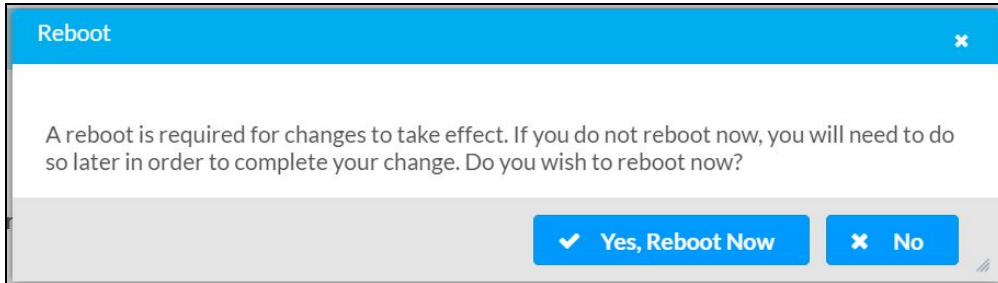 Reboot
A reboot is required for changes to take effect. If you do not reboot now, you will need to do
so later in order to complete your change. Do you wish to reboot now?
Yes, Reboot Now
No